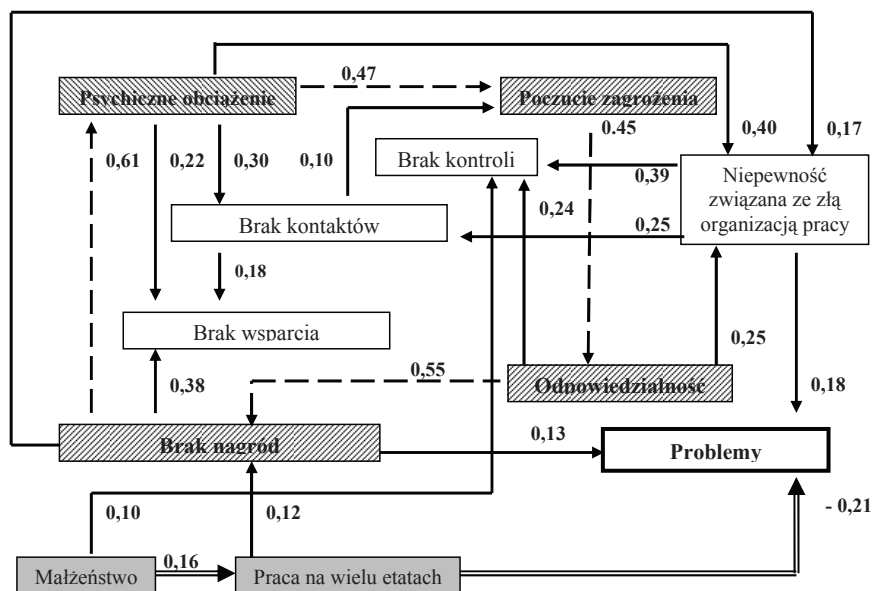 0,47
Psychiczne obciążenie
Poczucie zagrożenia
0,61
0,22
0,30
0,10
0.45
0,40
0,17
Brak kontroli
0,39
Niepewność
związana ze złą
organizacją pracy
Brak kontaktów
0,24
0,25
0,18
Brak wsparcia
0,25
0,38
0,55
Odpowiedzialność
0,18
Brak nagród
0,13
Problemy
0,10
0,12
- 0,21
Małżeństwo
0,16
Praca na wielu etatach